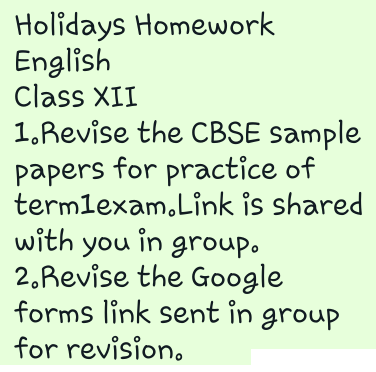 Holidays Homework
English
Class XII
1.Revise the CBSE sample
papers for practice of
term1exam.Link is shared
with you in group.
2.Revise the Google
forms link sent in group
for revision.